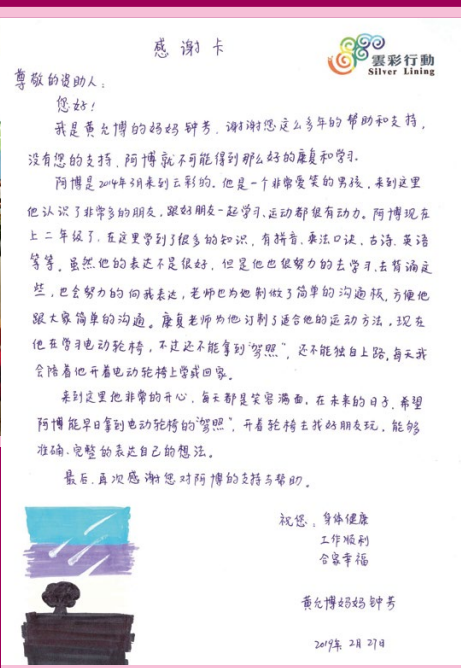 感谢卡
雲彩行動
Silver Lining
尊敬的资助人：
您好！
我是黄允博的妈妈钟芳，谢谢您这么多年的帮助和支持，
没有您的支持，阿博就不可能得到那么好的康复和学习。
阿博是2014年3月来到云彩的。他是一个非常爱笑的男孩，来到这里
他认识了非常多的朋友，跟好朋友一起学习、运动都很有动力。阿博现在
上二年级了，在这里学到了很多的知识，有拼音、乘法口诀、古诗、英语
等等。虽然他的表达不是很好，但是他也很努力的去学习、去背诵这
些，也会努力的向我表达，老师也为他制做了简单的沟通板，方便他
跟大家简单的沟通。康复老师为他订制了适合他的运动方法，现在
他在学习电动轮椅，不过还不能拿到“驾照”，还不能独自上路，每天我
会陪着他开着电动轮椅上学或回家。
来到这里他非常的开心，每天都是笑容满面，在未来的日子，希望
阿博能早日拿到电动轮椅的“驾照”，开着轮椅去找好朋友玩，能够
准确、完整的表达自己的想法。
最后，再次感谢您对阿博的支持与帮助。
祝您：身体健康
工作顺利
合家幸福
黄允博妈妈 钟芳
2019年 2月 27日